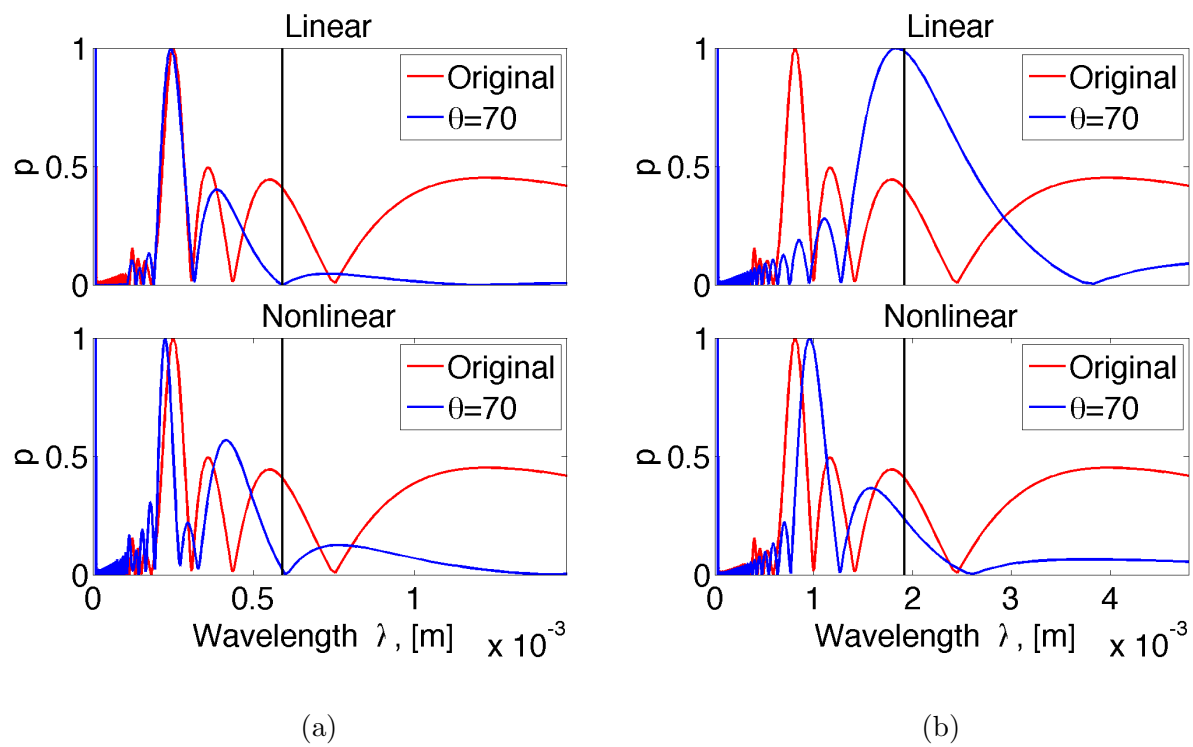 Linear
1
0.5
0
p
Original
θ=70
Nonlinear
1
0.5
0
p
Original
θ=70
0 0.5 1
Wavelength λ, [m] x 10⁻³
(a)
Linear
1
0.5
0
p
Original
θ=70
Nonlinear
1
0.5
0
p
Original
θ=70
0 1 2 3 4
Wavelength λ, [m] x 10⁻³
(b)